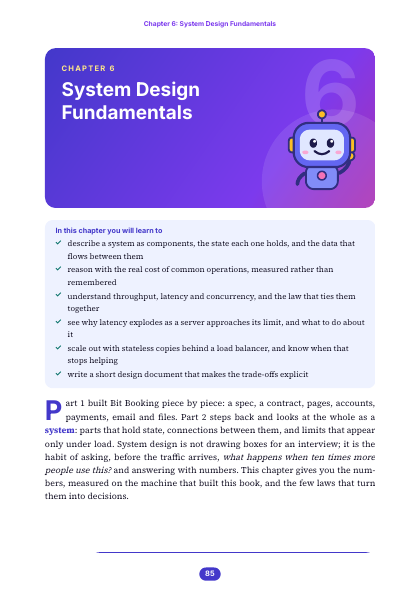 Chapter 6: System Design Fundamentals
CHAPTER 6
6
System Design
Fundamentals
In this chapter you will learn to
describe a system as components, the state each one holds, and the data that
flows between them
reason with the real cost of common operations, measured rather than
remembered
understand throughput, latency and concurrency, and the law that ties them
together
see why latency explodes as a server approaches its limit, and what to do about
it
scale out with stateless copies behind a load balancer, and know when that
stops helping
write a short design document that makes the trade-offs explicit
Part 1 built Bit Booking piece by piece: a spec, a contract, pages, accounts,
payments, email and files. Part 2 steps back and looks at the whole as a
system: parts that hold state, connections between them, and limits that appear
only under load. System design is not drawing boxes for an interview; it is the
habit of asking, before the traffic arrives, what happens when ten times more
people use this? and answering with numbers. This chapter gives you the num-
bers, measured on the machine that built this book, and the few laws that turn
them into decisions.
85